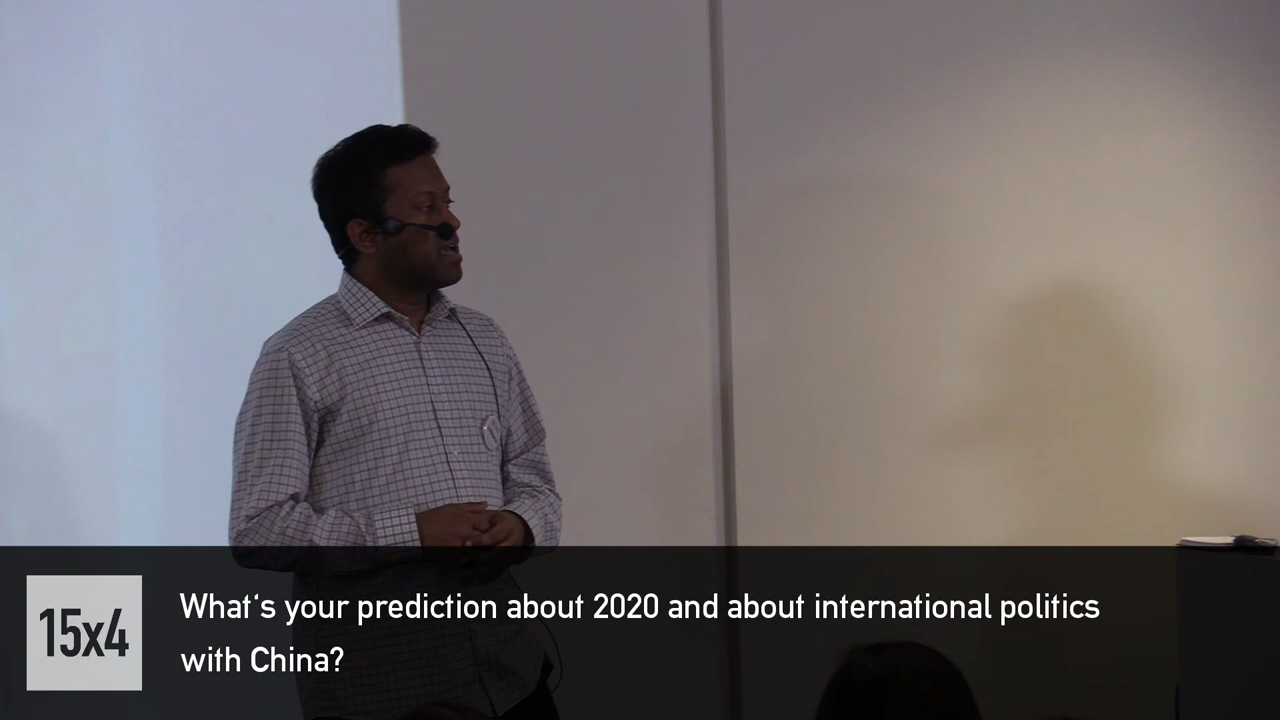 15x4
What's your prediction about 2020 and about international politics
with China?